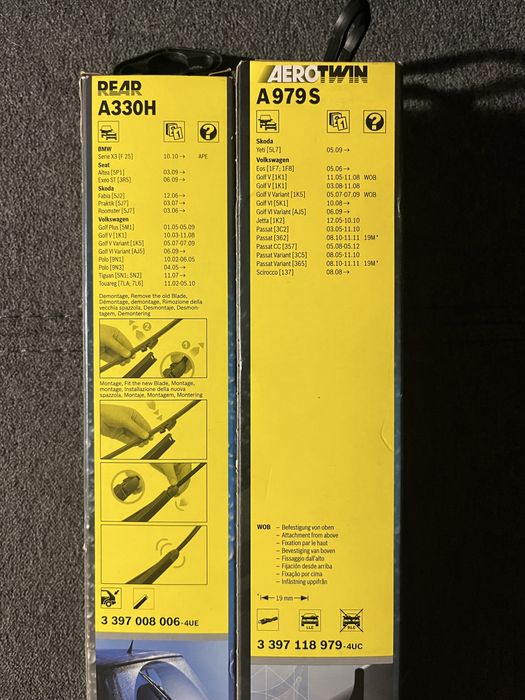 REAR
A330H
BMW
Serie X3 [F 25] 10.10→ APE
Seat
Altea [5P1] 03.09→
Exeo ST [3R5] 06.09→
Skoda
Fabia [5J2] 12.06→
Praktik [5J7] 03.07→
Roomster [5J7] 03.06→
Volkswagen
Golf Plus [5M1] 01.05-05.09
Golf V [1K1] 10.03-11.08
Golf V Variant [1K5] 05.07-07.09
Golf VI Variant [AJ5] 06.09→
Polo [9N1] 10.02-06.05
Polo [9N3] 04.05→
Tiguan [5N1; 5N2] 11.07→
Touareg [7LA; 7L6] 11.02-05.10
Demontage, Remove the old Blade,
Démontage, demontage, Rimozione della
vecchia spazzola, Desmontaje, Desmon-
tagem, Demontering
1
2
Montage, Fit the new Blade, Montage,
montage, Installazione della nuova
spazzola, Montaje, Montagem, Montering
3 397 008 006-4UE
AEROTWIN
A979S
Skoda
Yeti [5L7] 05.09→
Volkswagen
Eos [1F7; 1F8] 05.06→
Golf V [1K1] 11.05-11.08 WOB
Golf V [1K1] 03.08-11.08
Golf V Variant [1K5] 05.07-07.09 WOB
Golf VI [5K1] 10.08→
Golf VI Variant [AJ5] 06.09→
Jetta [1K2] 12.05-10.10
Passat [3C2] 03.05-11.10
Passat [362] 08.10-11.11 19M*
Passat CC [357] 05.08-05.12
Passat Variant [3C5] 08.05-11.10
Passat Variant [365] 08.10-11.11 19M*
Scirocco [137] 08.08→
WOB – Befestigung von oben
– Attachment from above
– Fixation par le haut
– Bevestiging van boven
– Fissaggio dall'alto
– Fijación desde arriba
– Fixação por cima
– Infästning uppifrån
* 19 mm
LLE
RLE
3 397 118 979-4UC